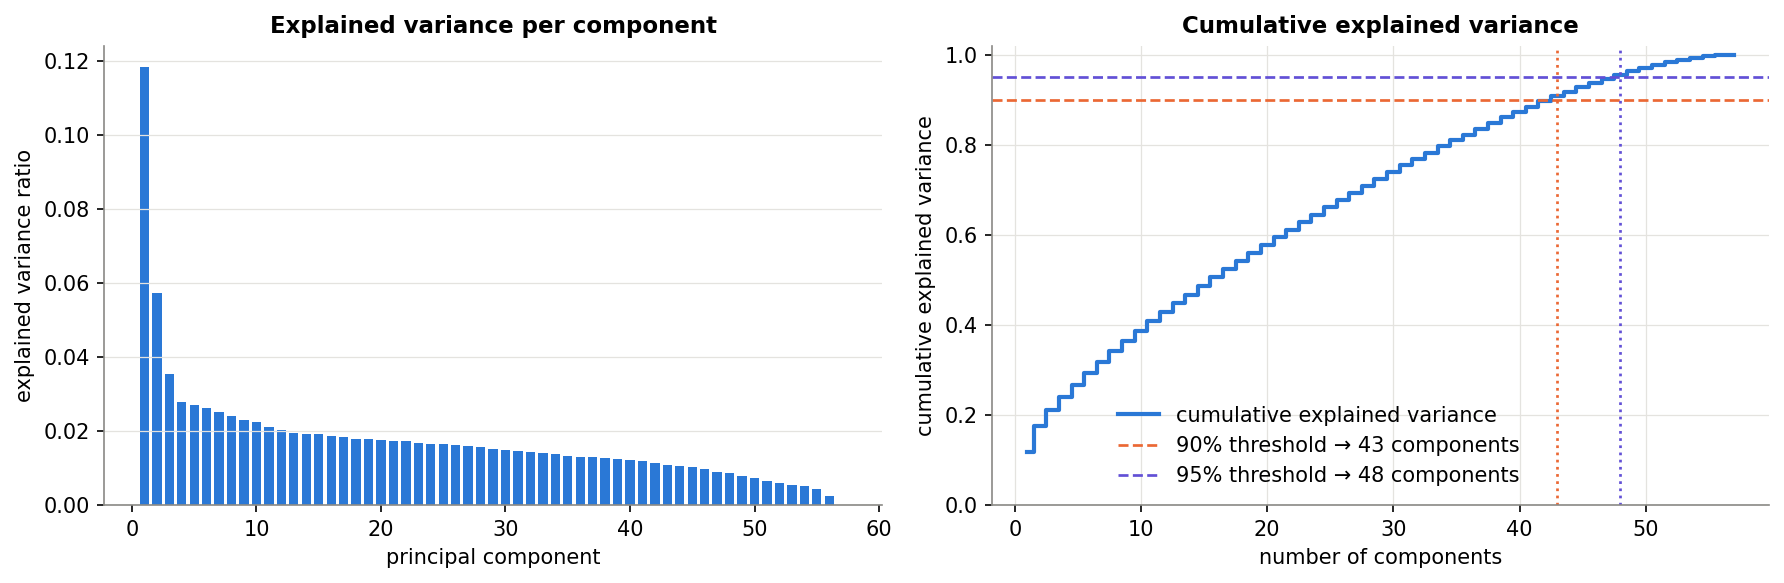 Explained variance per component
explained variance ratio
0.12
0.10
0.08
0.06
0.04
0.02
0.00
0 10 20 30 40 50 60
principal component
Cumulative explained variance
cumulative explained variance
1.0
0.8
0.6
0.4
0.2
0.0
cumulative explained variance
90% threshold → 43 components
95% threshold → 48 components
0 10 20 30 40 50
number of components